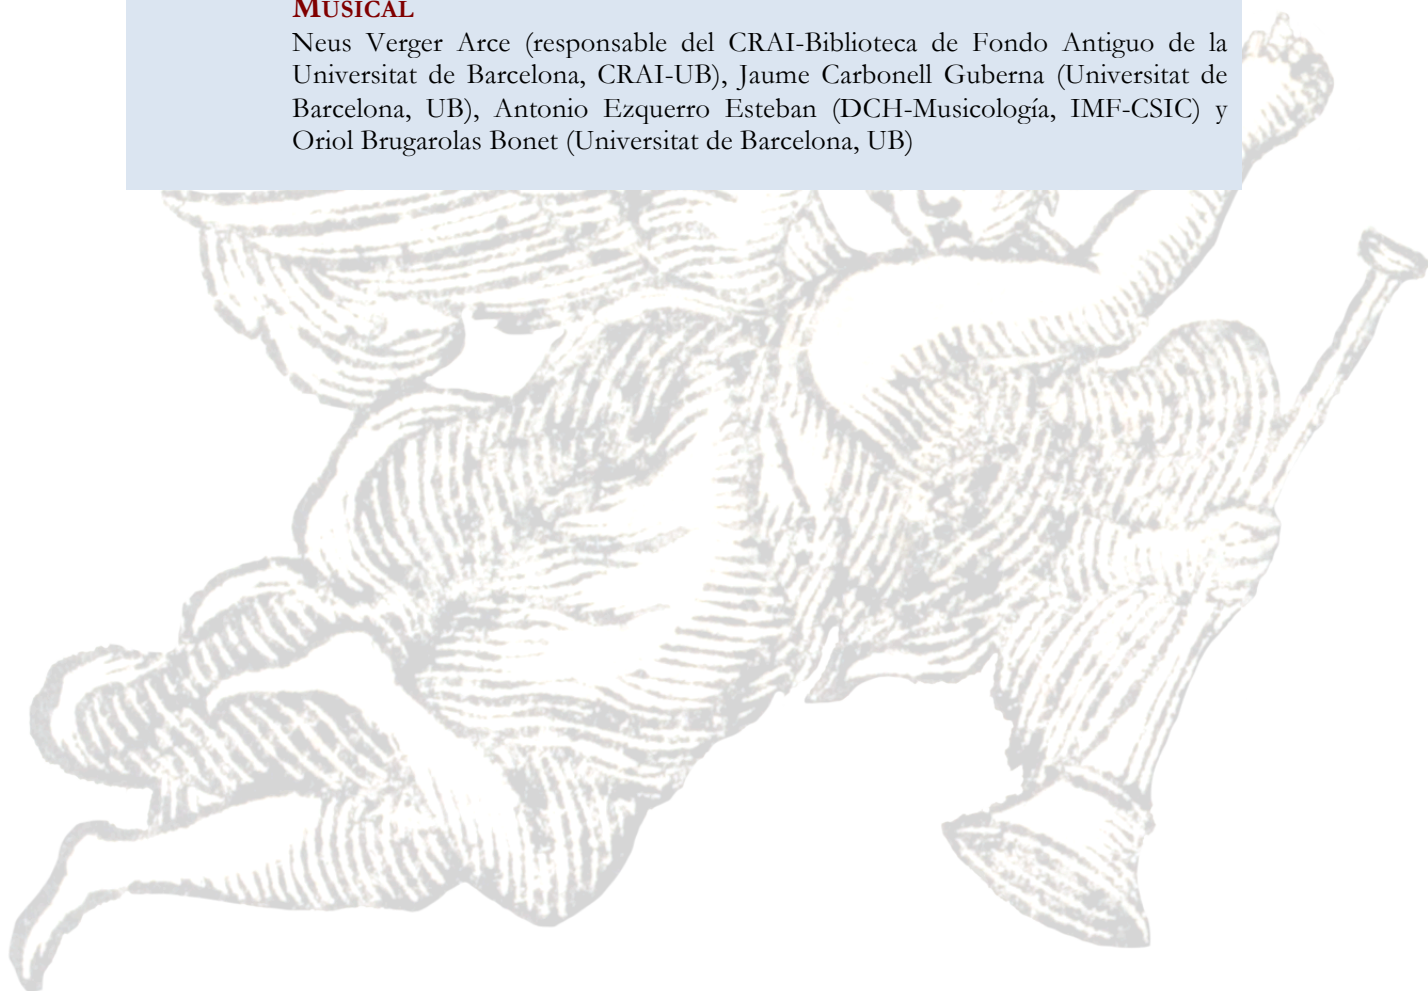 MUSICAL
Neus Verger Arce (responsable del CRAI-Biblioteca de Fondo Antiguo de la
Universitat de Barcelona, CRAI-UB), Jaume Carbonell Guberna (Universitat de
Barcelona, UB), Antonio Ezquerro Esteban (DCH-Musicología, IMF-CSIC) y
Oriol Brugarolas Bonet (Universitat de Barcelona, UB)